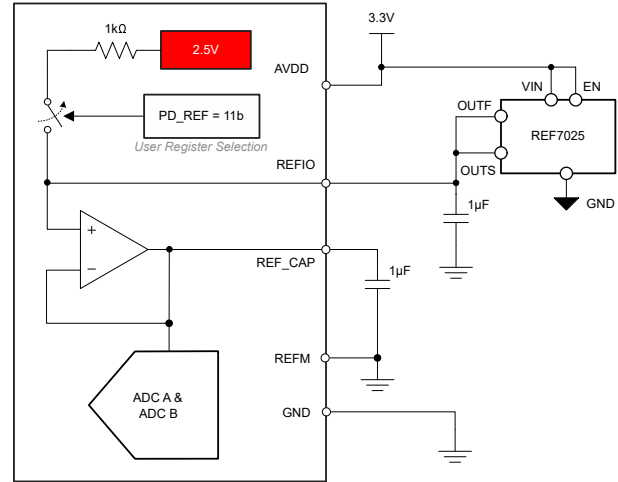 1kΩ
2.5V
3.3V
AVDD
VIN
EN
OUTF
PD_REF = 11b
REF7025
User Register Selection
REFIO
OUTS
GND
1µF
+
−
REF_CAP
1µF
REFM
ADC A &
ADC B
GND